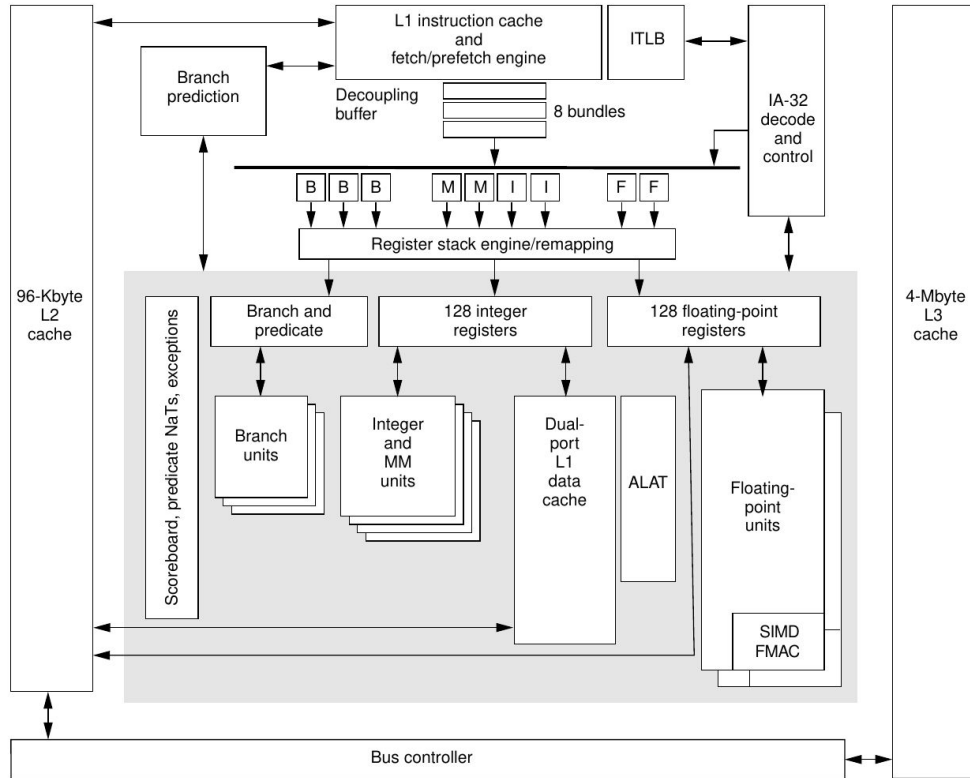 L1 instruction cache
and
fetch/prefetch engine
ITLB
Branch
prediction
Decoupling
buffer
8 bundles
IA-32
decode
and
control
B
B
B
M
M
I
I
F
F
Register stack engine/remapping
96-Kbyte
L2
cache
4-Mbyte
L3
cache
Scoreboard, predicate NaTs, exceptions
Branch and
predicate
128 integer
registers
128 floating-point
registers
Branch
units
Integer
and
MM
units
Dual-
port
L1
data
cache
ALAT
Floating-
point
units
SIMD
FMAC
Bus controller